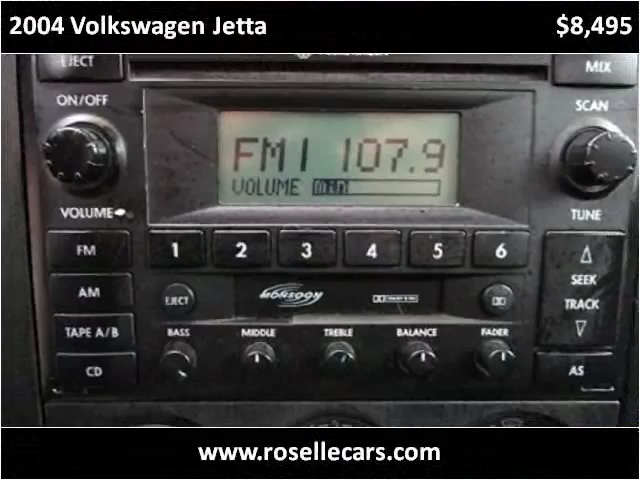 2004 Volkswagen Jetta $8,495
EJECT MIX
ON/OFF SCAN
FM1 107.9
VOLUME min
VOLUME TUNE
FM 1 2 3 4 5 6
SEEK
AM EJECT MONSOON
TRACK
TAPE A/B BASS MIDDLE TREBLE BALANCE FADER
CD AS
www.rosellecars.com